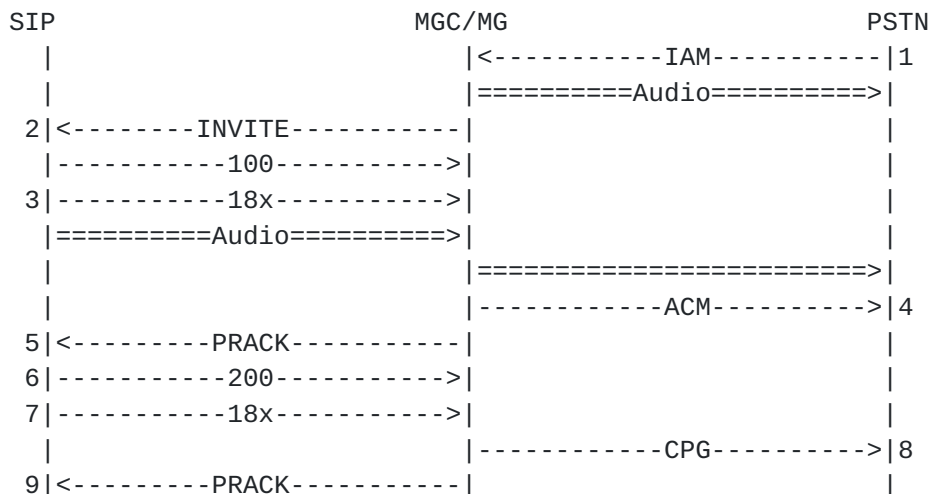 SIP                       MGC/MG                       PSTN
  |                          |<-----------IAM-----------|1
  |                          |==========Audio==========>|
 2|<--------INVITE-----------|                          |
  |-----------100----------->|                          |
 3|-----------18x----------->|                          |
  |==========Audio==========>|                          |
  |                          |=========================>|
  |                          |------------ACM---------->|4
 5|<---------PRACK-----------|                          |
 6|-----------200----------->|                          |
 7|-----------18x----------->|                          |
  |                          |------------CPG---------->|8
 9|<---------PRACK-----------|                          |